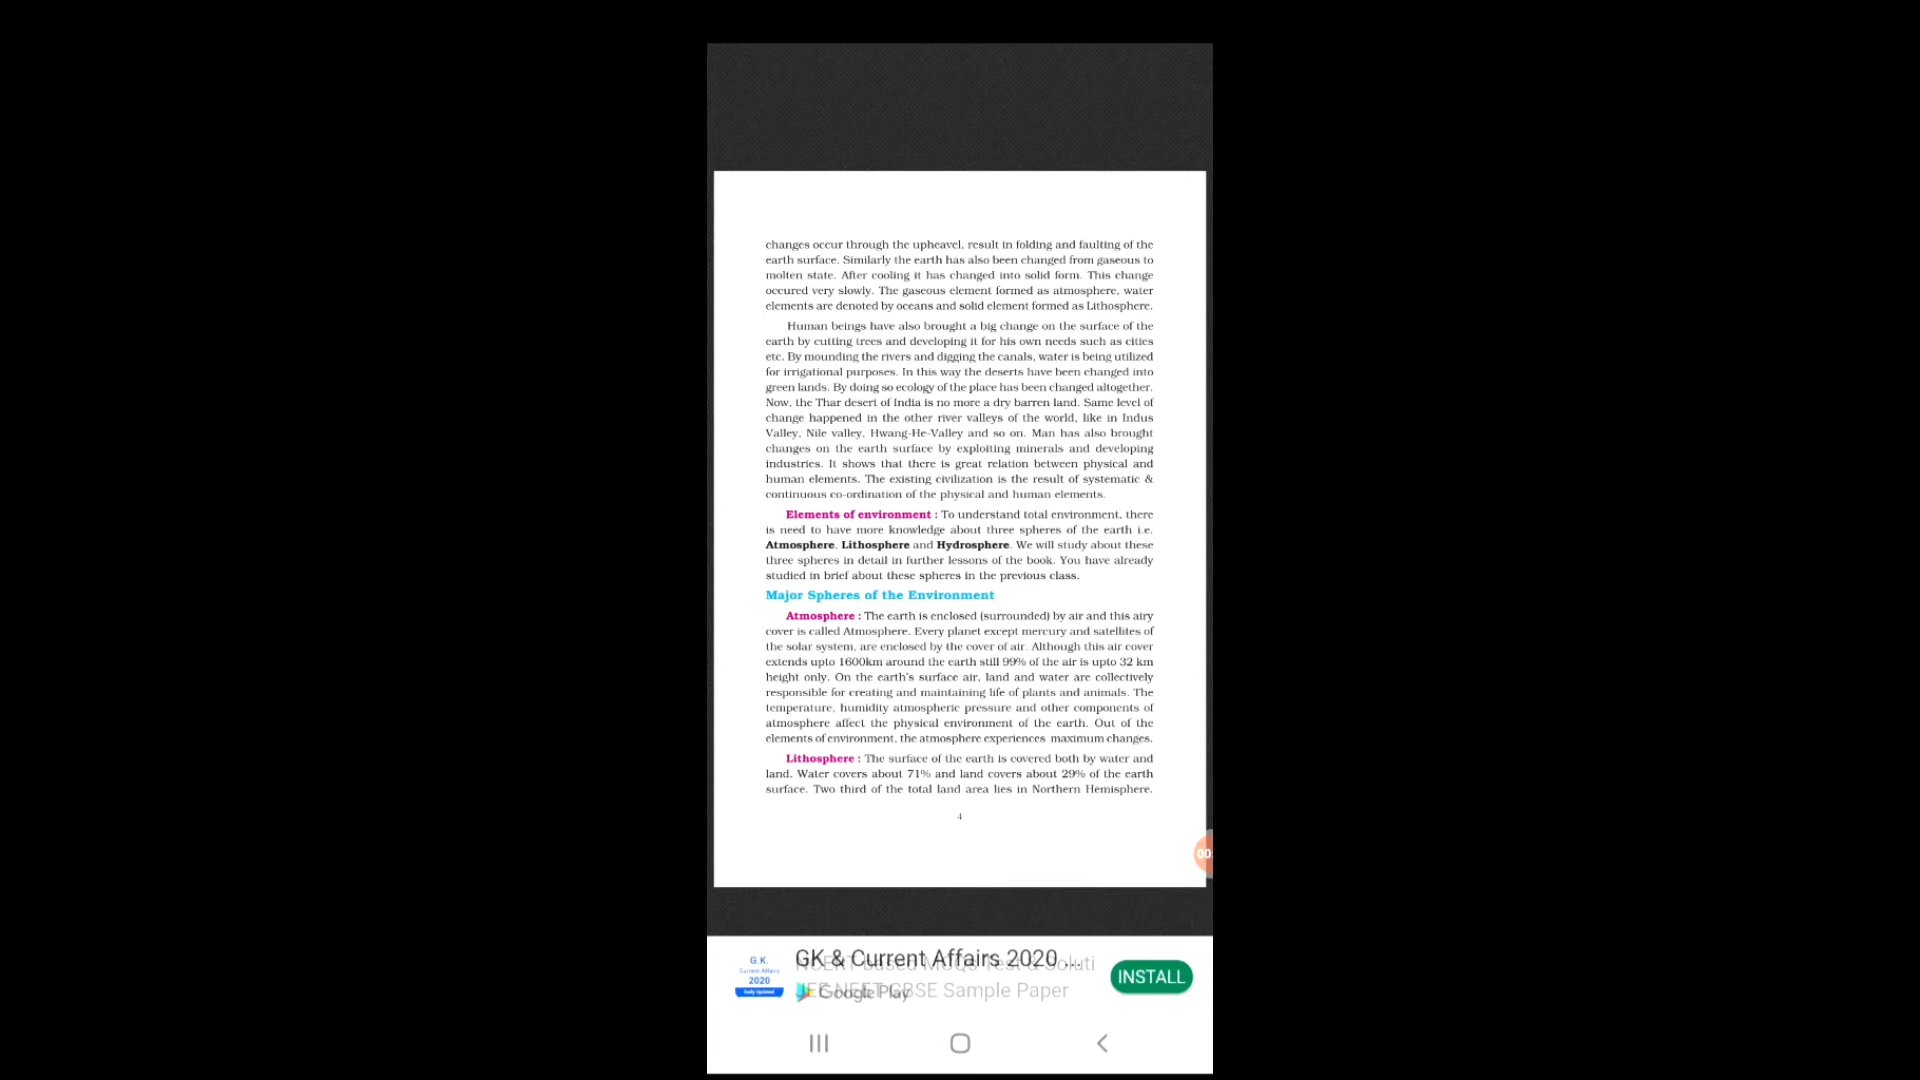 changes occur through the upheavel, result in folding and faulting of the
earth surface. Similarly the earth has also been changed from gaseous to
molten state. After cooling it has changed into solid form. This change
occured very slowly. The gaseous element formed as atmosphere, water
elements are denoted by oceans and solid element formed as Lithosphere.
Human beings have also brought a big change on the surface of the
earth by cutting trees and developing it for his own needs such as cities
etc. By mounding the rivers and digging the canals, water is being utilized
for irrigational purposes. In this way the deserts have been changed into
green lands. By doing so ecology of the place has been changed altogether.
Now, the Thar desert of India is no more a dry barren land. Same level of
change happened in the other river valleys of the world, like in Indus
Valley, Nile valley, Hwang-He-Valley and so on. Man has also brought
changes on the earth surface by exploiting minerals and developing
industries. It shows that there is great relation between physical and
human elements. The existing civilization is the result of systematic &
continuous co-ordination of the physical and human elements.
Elements of environment : To understand total environment, there
is need to have more knowledge about three spheres of the earth i.e.
Atmosphere, Lithosphere and Hydrosphere. We will study about these
three spheres in detail in further lessons of the book. You have already
studied in brief about these spheres in the previous class.
Major Spheres of the Environment
Atmosphere : The earth is enclosed (surrounded) by air and this airy
cover is called Atmosphere. Every planet except mercury and satellites of
the solar system, are enclosed by the cover of air. Although this air cover
extends upto 1600km around the earth still 99% of the air is upto 32 km
height only. On the earth's surface air, land and water are collectively
responsible for creating and maintaining life of plants and animals. The
temperature, humidity atmospheric pressure and other components of
atmosphere affect the physical environment of the earth. Out of the
elements of environment, the atmosphere experiences maximum changes.
Lithosphere : The surface of the earth is covered both by water and
land. Water covers about 71% and land covers about 29% of the earth
surface. Two third of the total land area lies in Northern Hemisphere.
4
00
G.K.
Current Affairs
2020
Daily Updated
GK & Current Affairs 2020 ...
NCERT based MCQs Test & Soluti
Google Play
JEE NEET CBSE Sample Paper
INSTALL